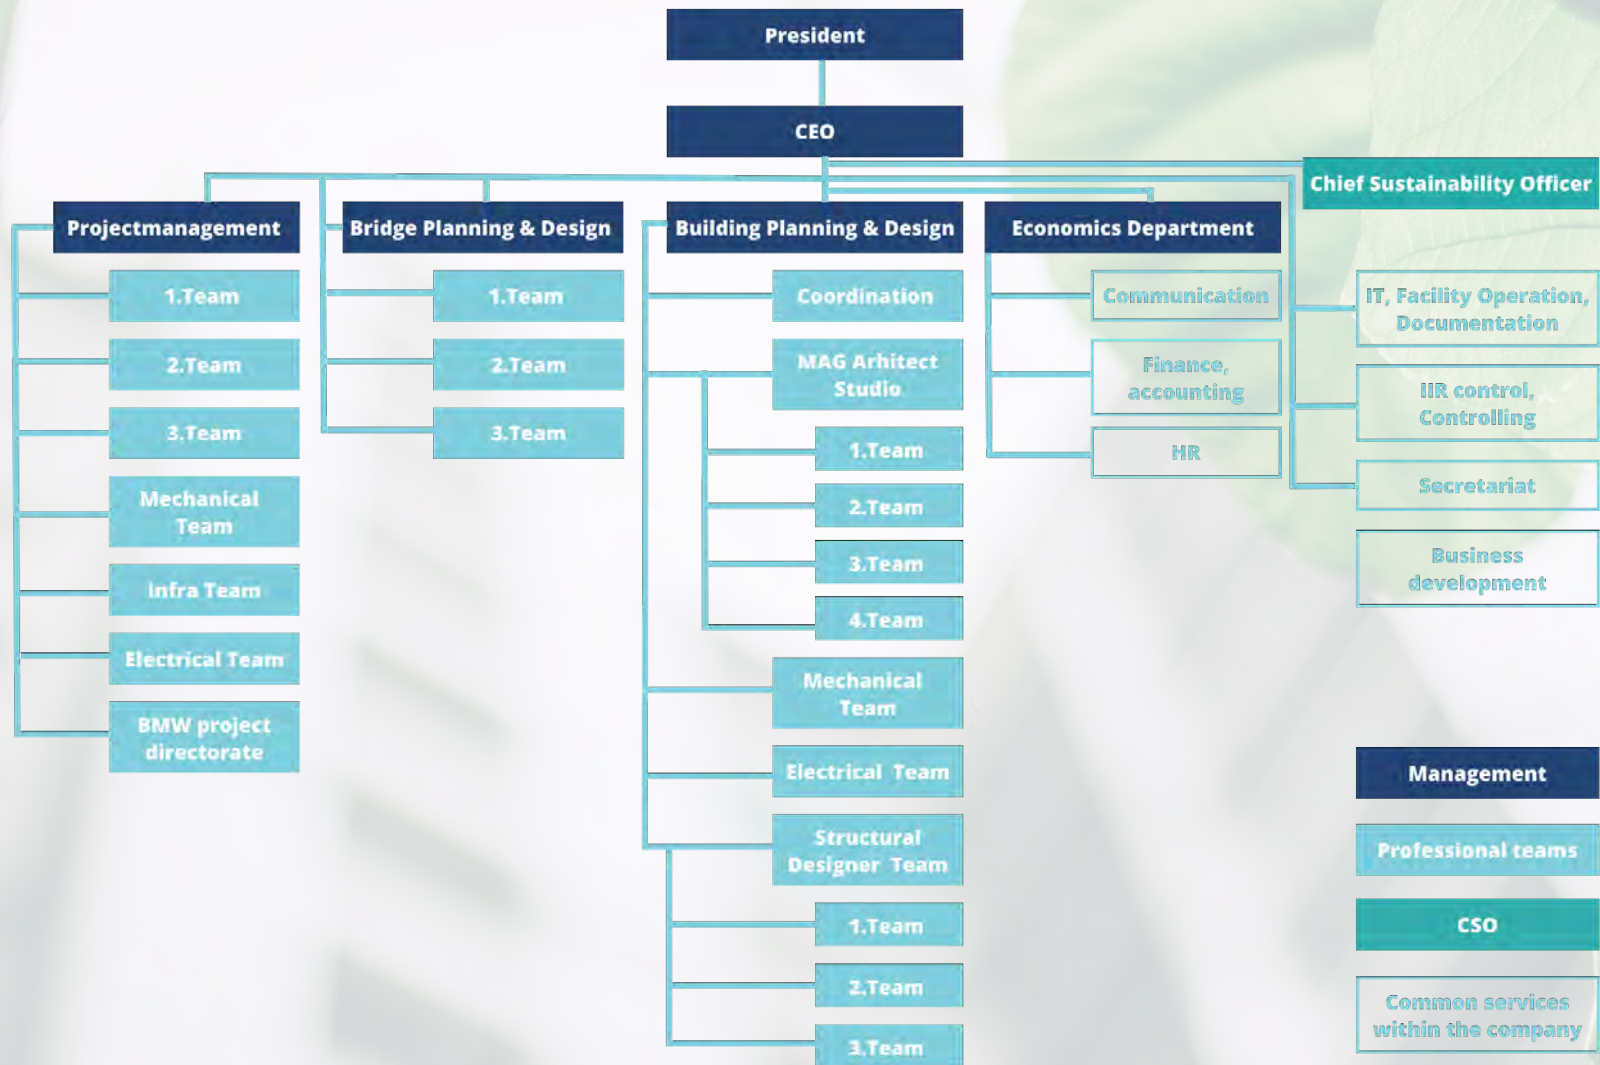 President
CEO
Chief Sustainability Officer
Projectmanagement
1.Team
2.Team
3.Team
Mechanical
Team
Infra Team
Electrical Team
BMW project
directorate
Bridge Planning & Design
1.Team
2.Team
3.Team
Building Planning & Design
Coordination
MAG Arhitect
Studio
1.Team
2.Team
3.Team
4.Team
Mechanical
Team
Electrical Team
Structural
Designer Team
1.Team
2.Team
3.Team
Economics Department
Communication
Finance,
accounting
HR
IT, Facility Operation,
Documentation
IIR control,
Controlling
Secretariat
Business
development
Management
Professional teams
CSO
Common services
within the company